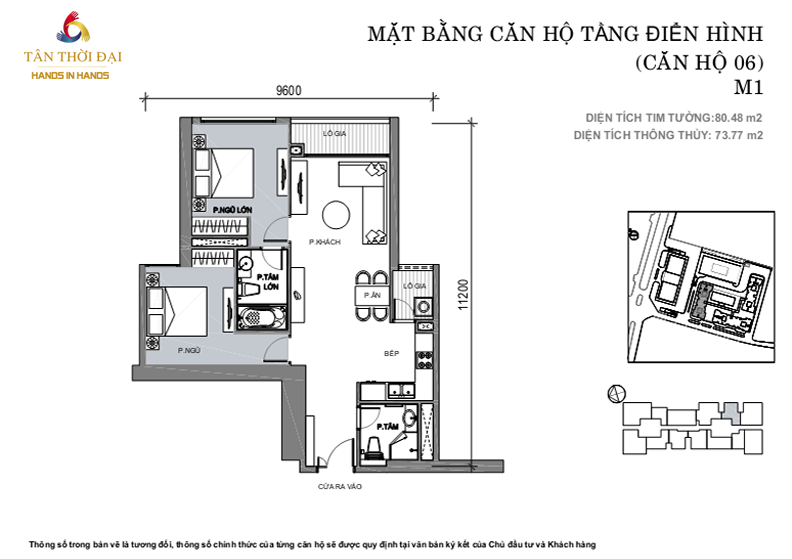 TÂN THỜI ĐẠI
HANDS IN HANDS
MẶT BẰNG CĂN HỘ TẦNG ĐIỂN HÌNH
(CĂN HỘ 06)
M1
DIỆN TÍCH TIM TƯỜNG:80.48 m2
DIỆN TÍCH THÔNG THỦY: 73.77 m2
9600
LÔ GIA
P.NGỦ LỚN
P.KHÁCH
P.TẮM
LỚN
LÔ GIA
P.ĂN
11200
P.NGỦ
BẾP
P.TẮM
CỬA RA VÀO
Thông số trong bản vẽ là tương đối, thông số chính thức của từng căn hộ sẽ được quy định tại văn bản ký kết của Chủ đầu tư và Khách hàng